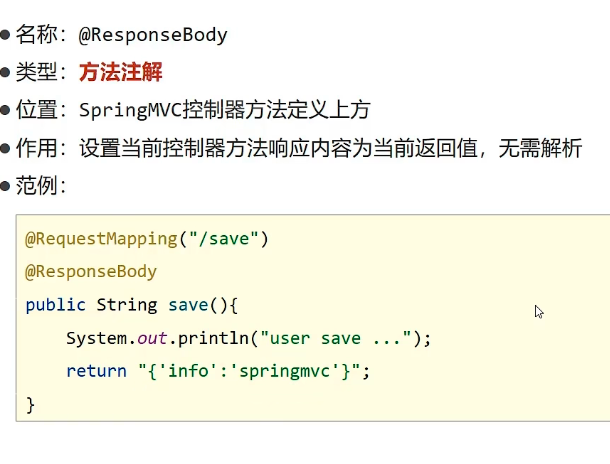 ● 名称：@ResponseBody
● 类型：方法注解
● 位置：SpringMVC控制器方法定义上方
● 作用：设置当前控制器方法响应内容为当前返回值，无需解析
● 范例：
@RequestMapping("/save")
@ResponseBody
public String save(){
    System.out.println("user save ...");
    return "{'info':'springmvc'}";
}